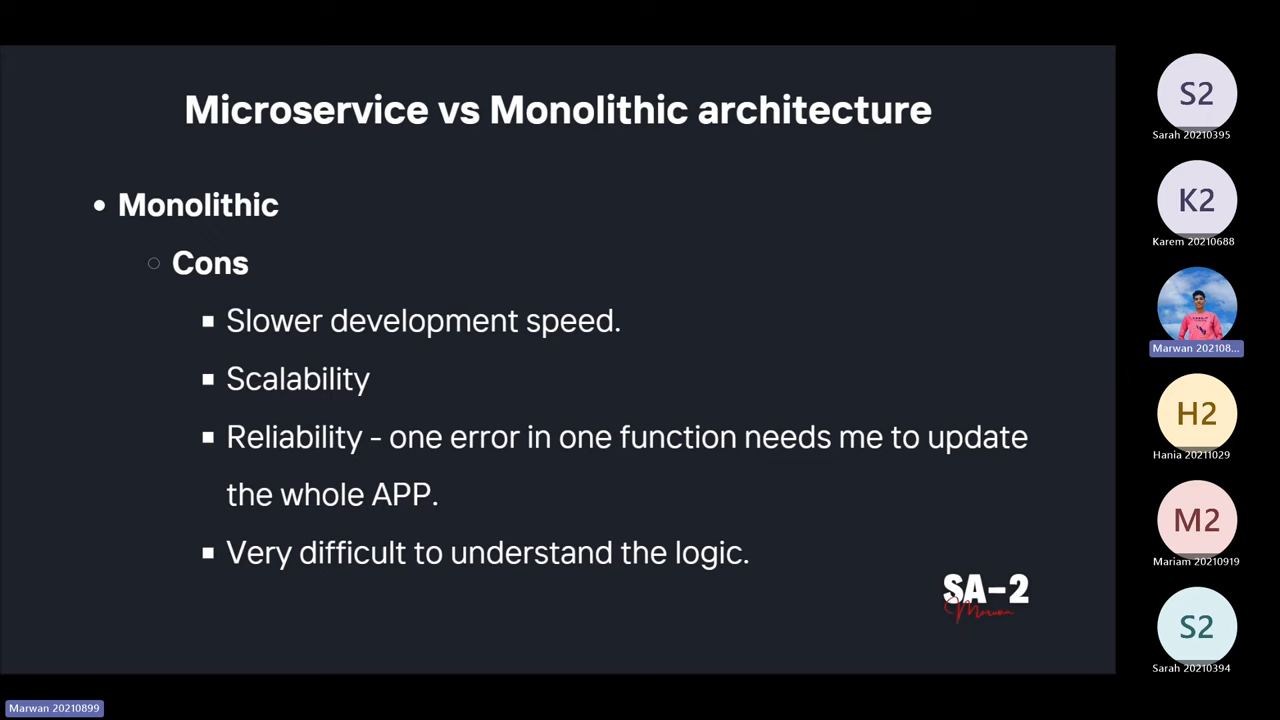 Microservice vs Monolithic architecture
Monolithic
Cons
Slower development speed.
Scalability
Reliability - one error in one function needs me to update
the whole APP.
Very difficult to understand the logic.
SA-2
Marwan
S2
Sarah 20210395
K2
Karem 20210688
Marwan 202108...
H2
Hania 20211029
M2
Mariam 20210919
S2
Sarah 20210394
Marwan 20210899